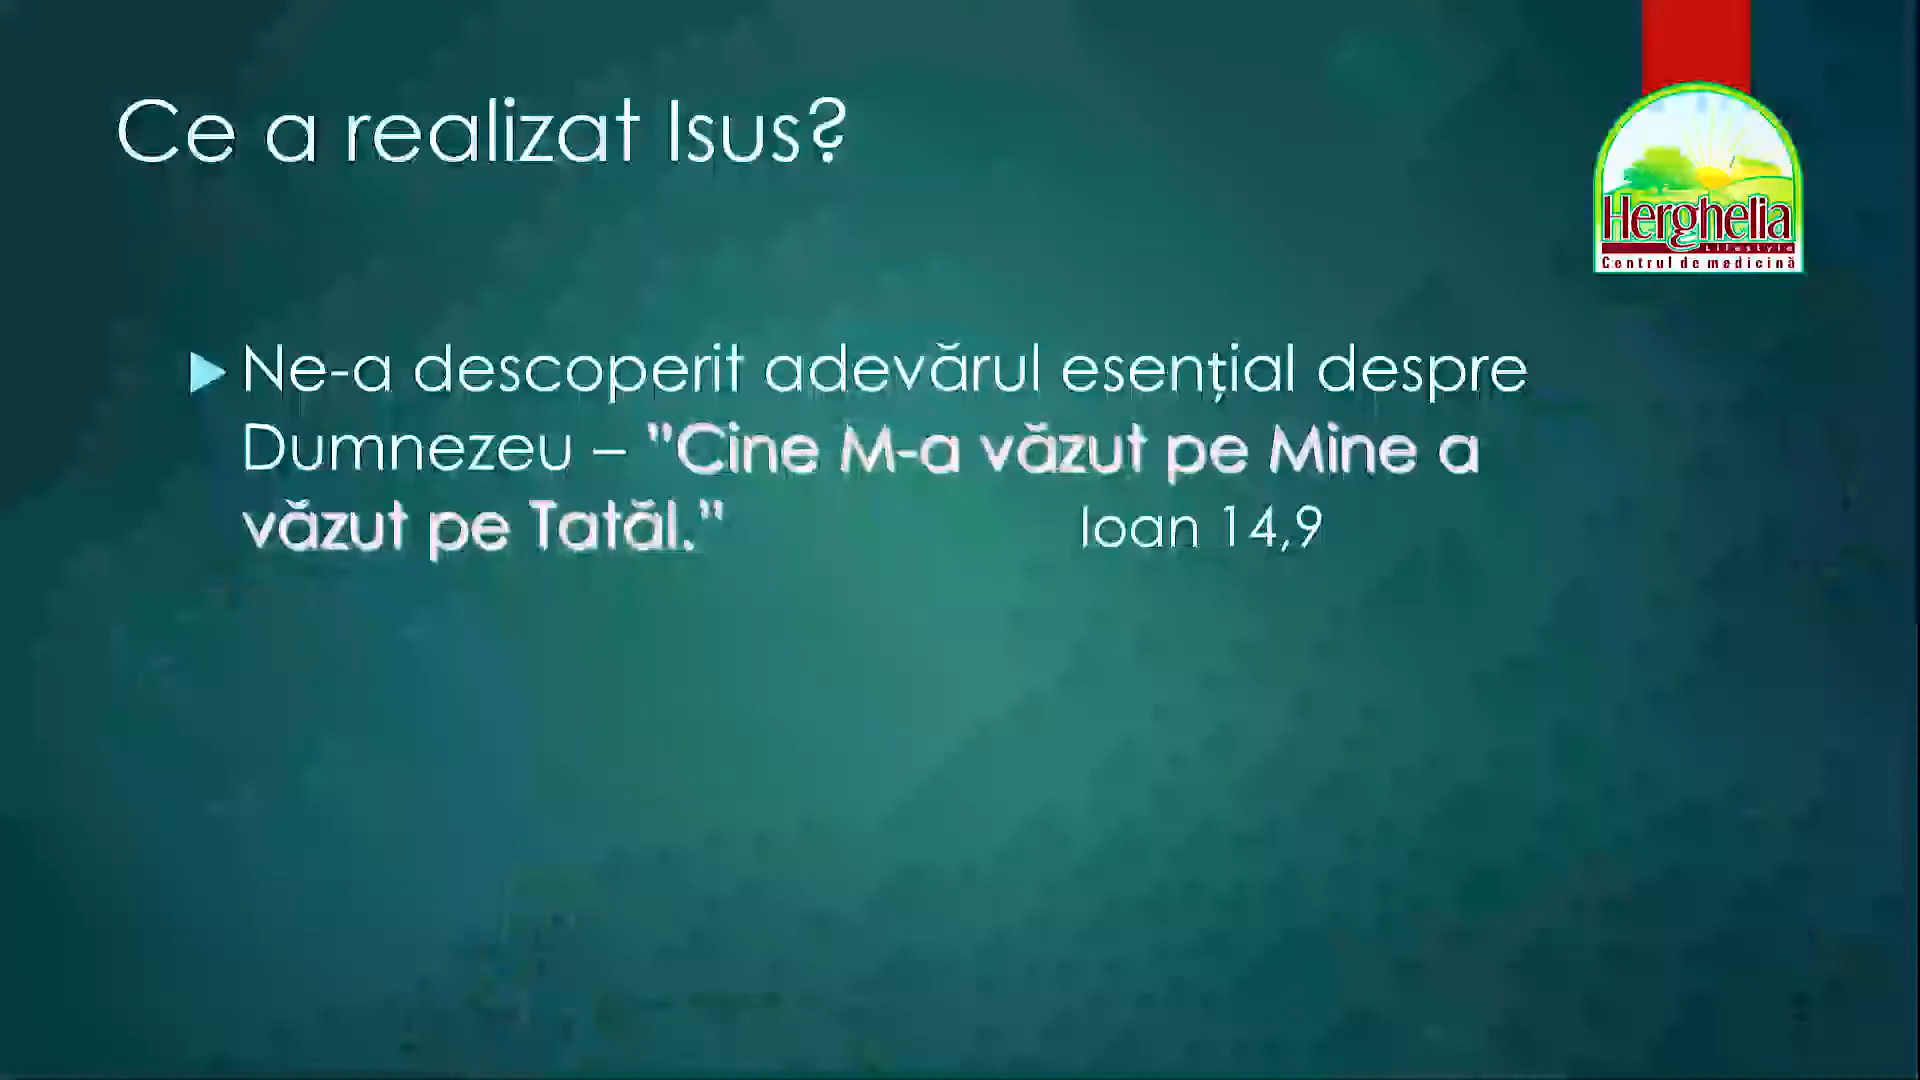 Ce a realizat Isus?
Herghelia
Lifestyle
Centrul de medicină
Ne-a descoperit adevărul esențial despre
Dumnezeu – "Cine M-a văzut pe Mine a
văzut pe Tatăl." Ioan 14,9